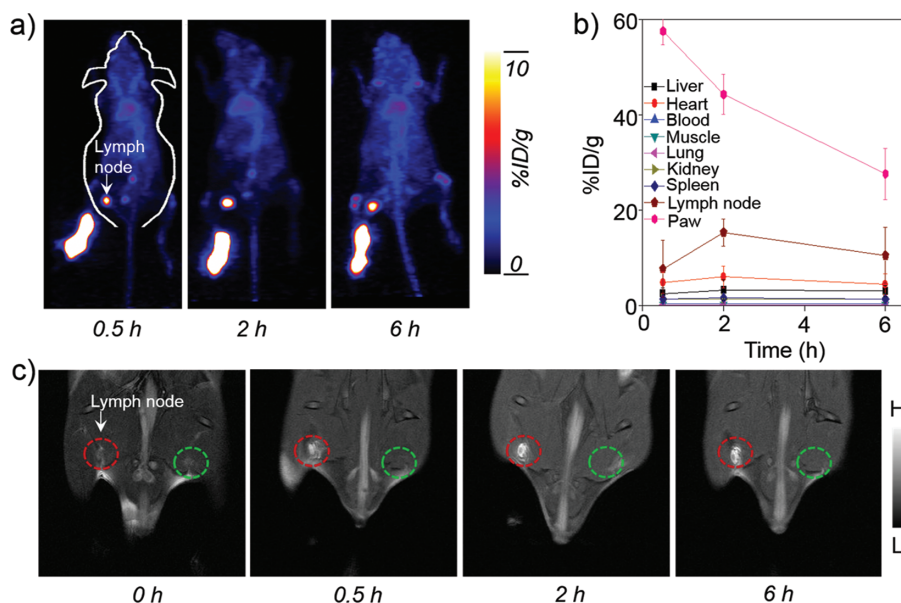 a)
Lymph
node
0.5 h
2 h
6 h
10
%ID/g
0
b)
60
40
20
0
%ID/g
Liver
Heart
Blood
Muscle
Lung
Kidney
Spleen
Lymph node
Paw
0 2 4 6
Time (h)
c)
Lymph node
0 h
0.5 h
2 h
6 h
H
L